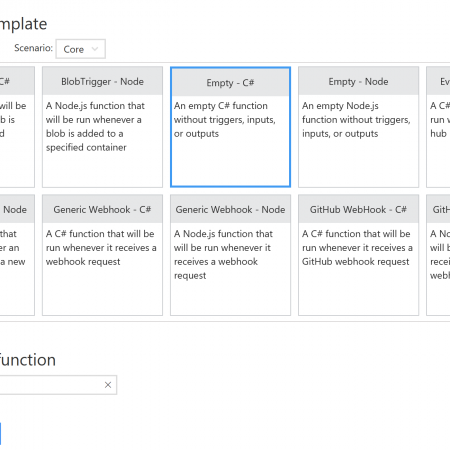 mplate
Scenario: Core
C#
BlobTrigger - Node
Empty - C#
Empty - Node
Ev
will be
b is
d
A Node.js function that
will be run whenever a
blob is added to a
specified container
An empty C# function
without triggers, inputs,
or outputs
An empty Node.js
function without triggers,
inputs, or outputs
A C#
run w
hub
Node
Generic Webhook - C#
Generic Webhook - Node
GitHub WebHook - C#
GitH
that
er an
a new
A C# function that will be
run whenever it receives a
webhook request
A Node.js function that
will be run whenever it
receives a webhook
request
A C# function that will be
run whenever it receives a
GitHub webhook request
A No
will b
recei
webh
function